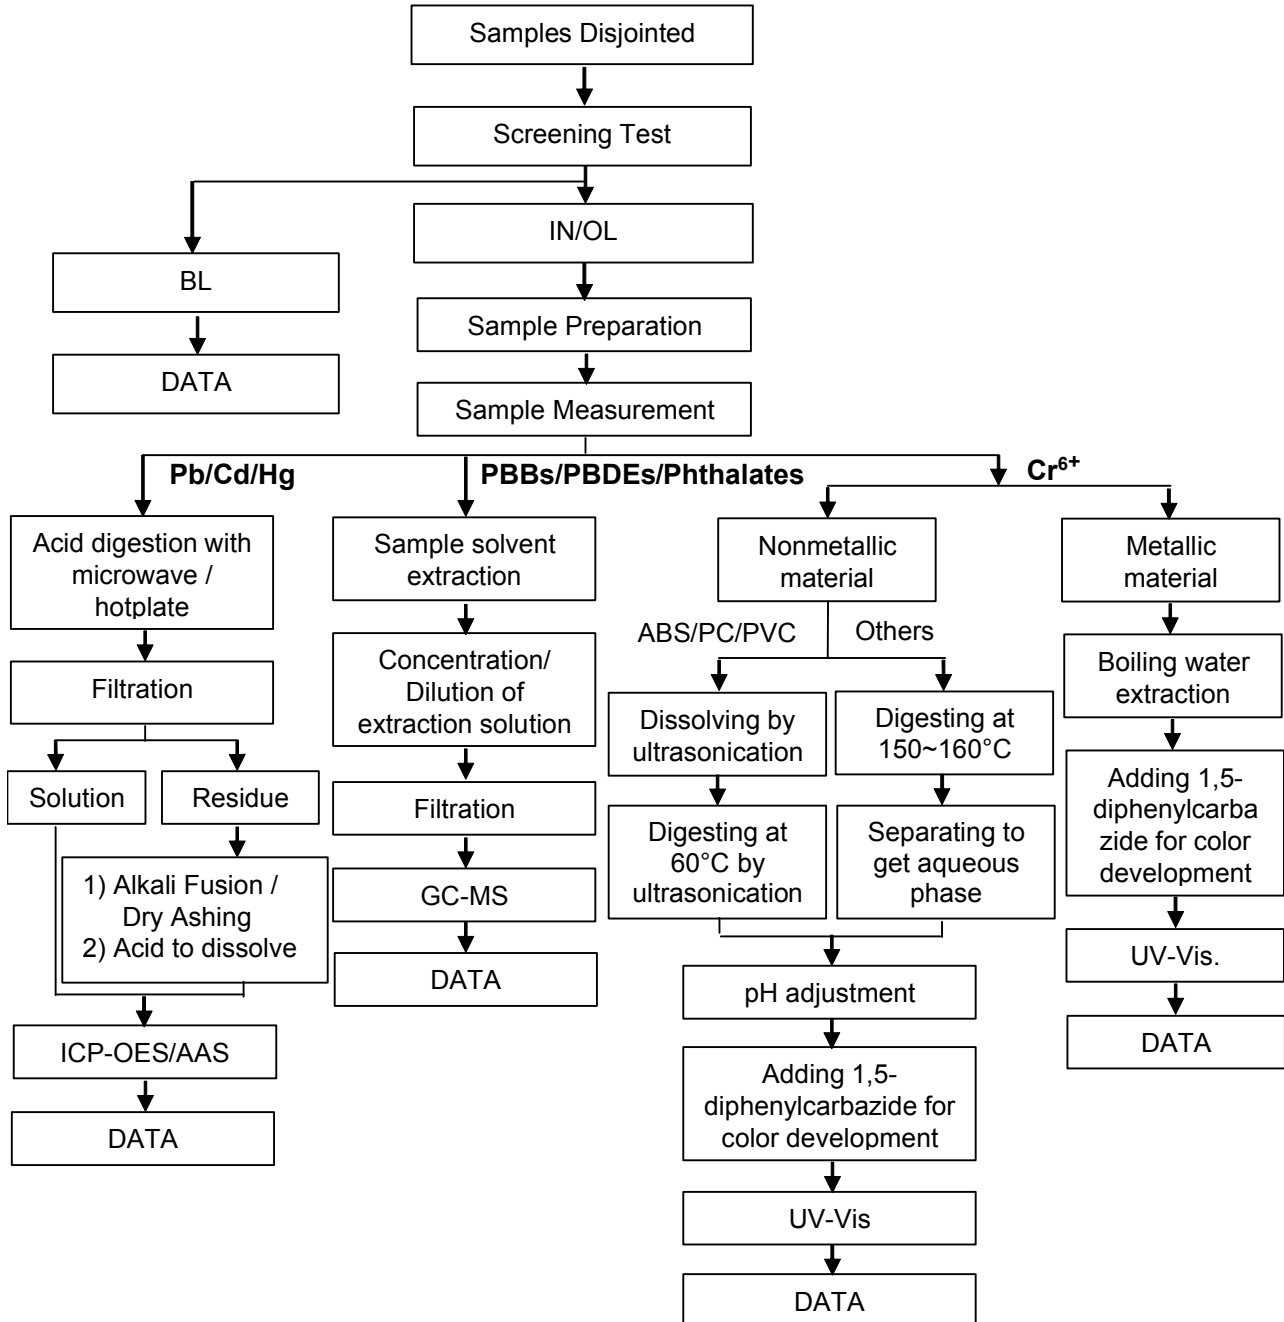 Samples Disjointed
Screening Test
IN/OL
BL
Sample Preparation
DATA
Sample Measurement
Pb/Cd/Hg
PBBs/PBDEs/Phthalates
Cr⁶⁺
Acid digestion with
microwave /
hotplate
Filtration
Solution
Residue
1) Alkali Fusion /
Dry Ashing
2) Acid to dissolve
ICP-OES/AAS
DATA
Sample solvent
extraction
Concentration/
Dilution of
extraction solution
Filtration
GC-MS
DATA
Nonmetallic
material
ABS/PC/PVC
Others
Dissolving by
ultrasonication
Digesting at
60°C by
ultrasonication
Digesting at
150~160°C
Separating to
get aqueous
phase
pH adjustment
Adding 1,5-
diphenylcarbazide for
color development
UV-Vis
DATA
Metallic
material
Boiling water
extraction
Adding 1,5-
diphenylcarba
zide for color
development
UV-Vis.
DATA